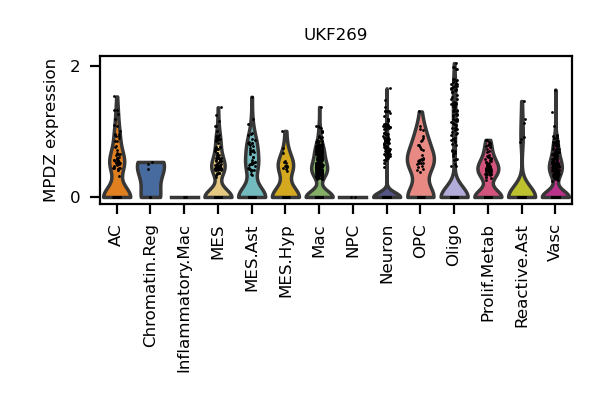 UKF269
MPDZ expression
2
0
AC
Chromatin.Reg
Inflammatory.Mac
MES
MES.Ast
MES.Hyp
Mac
NPC
Neuron
OPC
Oligo
Prolif.Metab
Reactive.Ast
Vasc